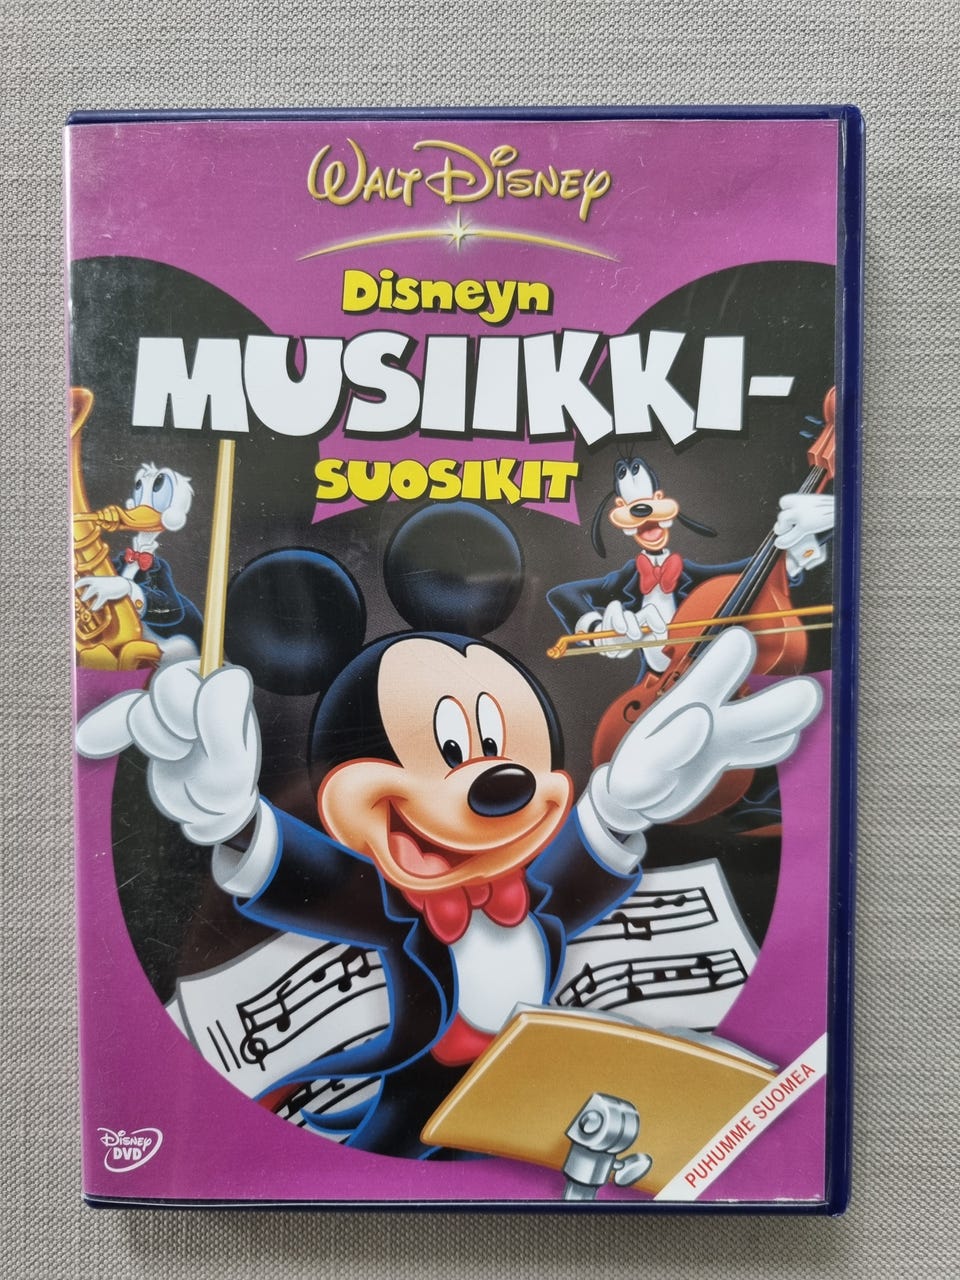 WALT DISNEY
Disneyn
MUSIIKKI-
SUOSIKIT
PUHUMME SUOMEA
DISNEY
DVD